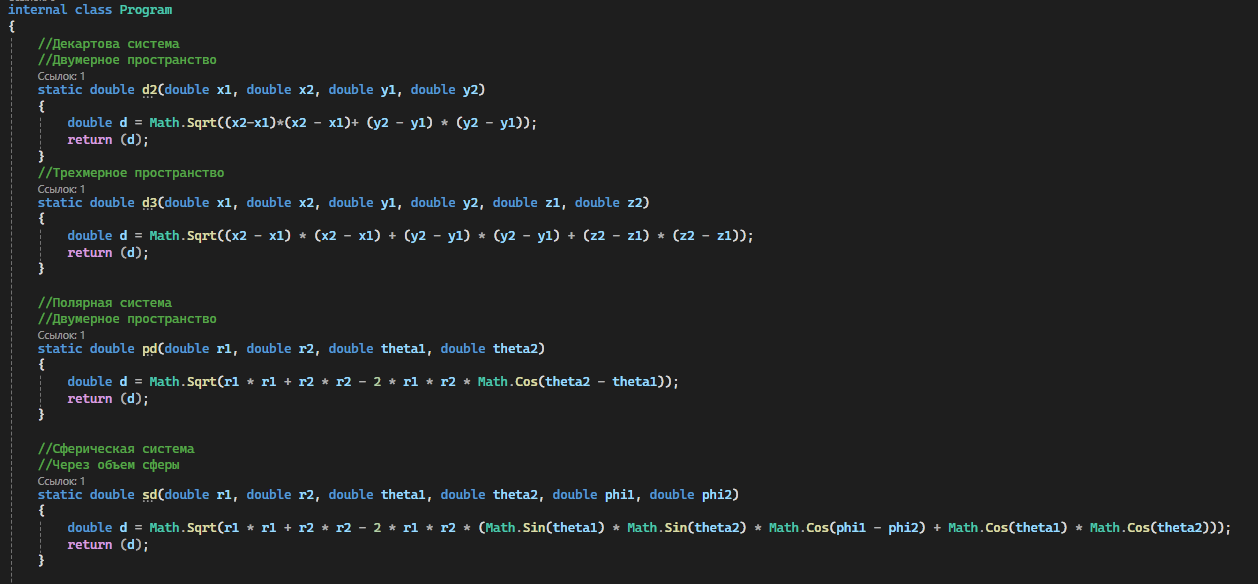 internal class Program
{
//Декартова система
//Двумерное пространство
Ссылок: 1
static double d2(double x1, double x2, double y1, double y2)
{
double d = Math.Sqrt((x2-x1)*(x2 - x1)+ (y2 - y1) * (y2 - y1));
return (d);
}
//Трехмерное пространство
Ссылок: 1
static double d3(double x1, double x2, double y1, double y2, double z1, double z2)
{
double d = Math.Sqrt((x2 - x1) * (x2 - x1) + (y2 - y1) * (y2 - y1) + (z2 - z1) * (z2 - z1));
return (d);
}
//Полярная система
//Двумерное пространство
Ссылок: 1
static double pd(double r1, double r2, double theta1, double theta2)
{
double d = Math.Sqrt(r1 * r1 + r2 * r2 - 2 * r1 * r2 * Math.Cos(theta2 - theta1));
return (d);
}
//Сферическая система
//Через объем сферы
Ссылок: 1
static double sd(double r1, double r2, double theta1, double theta2, double phi1, double phi2)
{
double d = Math.Sqrt(r1 * r1 + r2 * r2 - 2 * r1 * r2 * (Math.Sin(theta1) * Math.Sin(theta2) * Math.Cos(phi1 - phi2) + Math.Cos(theta1) * Math.Cos(theta2)));
return (d);
}